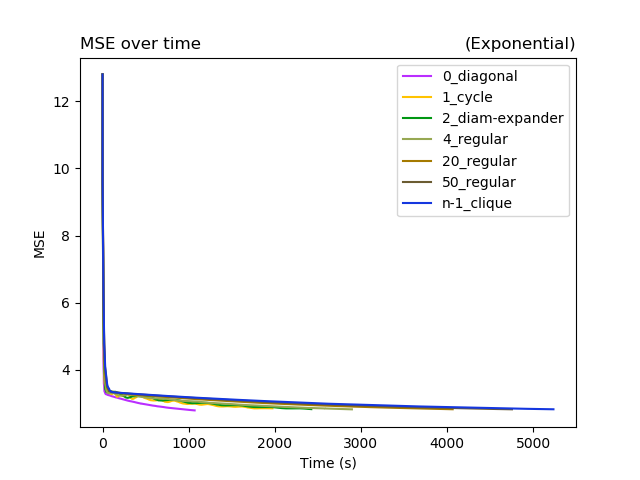 MSE over time (Exponential)
0_diagonal
1_cycle
2_diam-expander
4_regular
20_regular
50_regular
n-1_clique
12
10
8
6
4
MSE
0 1000 2000 3000 4000 5000
Time (s)